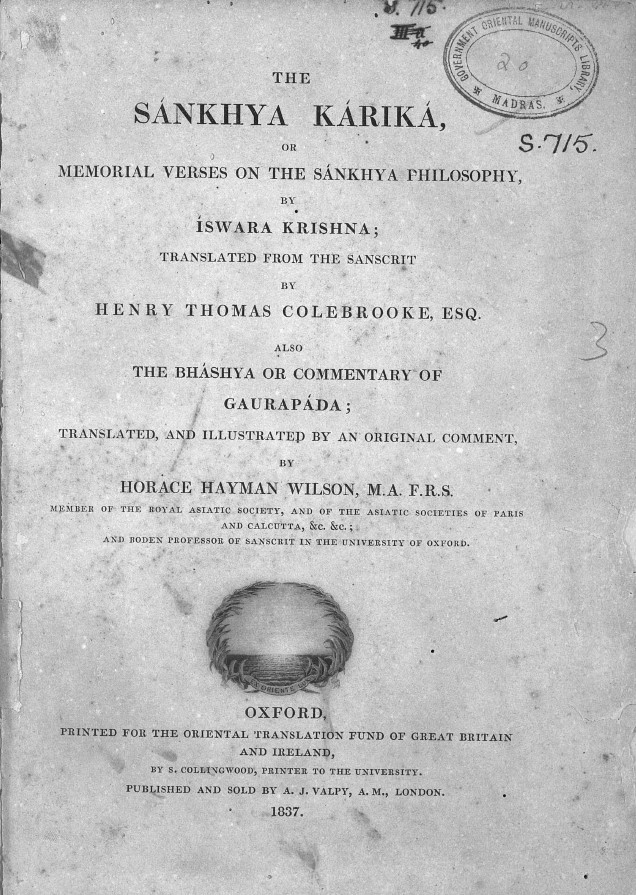 S. 715.
III-a
40
GOVERNMENT ORIENTAL MANUSCRIPTS LIBRARY,
20
MADRAS.
S.715.
THE
SÁNKHYA KÁRIKÁ,
OR
MEMORIAL VERSES ON THE SÁNKHYA PHILOSOPHY,
BY
ÍSWARA KRISHNA;
TRANSLATED FROM THE SANSCRIT
BY
HENRY THOMAS COLEBROOKE, ESQ.
3
ALSO
THE BHÁSHYA OR COMMENTARY OF
GAURAPÁDA;
TRANSLATED, AND ILLUSTRATED BY AN ORIGINAL COMMENT,
BY
HORACE HAYMAN WILSON, M.A. F.R.S.
MEMBER OF THE ROYAL ASIATIC SOCIETY, AND OF THE ASIATIC SOCIETIES OF PARIS
AND CALCUTTA, &c. &c.;
AND BODEN PROFESSOR OF SANSCRIT IN THE UNIVERSITY OF OXFORD.
EX ORIENTE LUX
OXFORD,
PRINTED FOR THE ORIENTAL TRANSLATION FUND OF GREAT BRITAIN
AND IRELAND,
BY S. COLLINGWOOD, PRINTER TO THE UNIVERSITY.
PUBLISHED AND SOLD BY A. J. VALPY, A. M., LONDON.
1837.